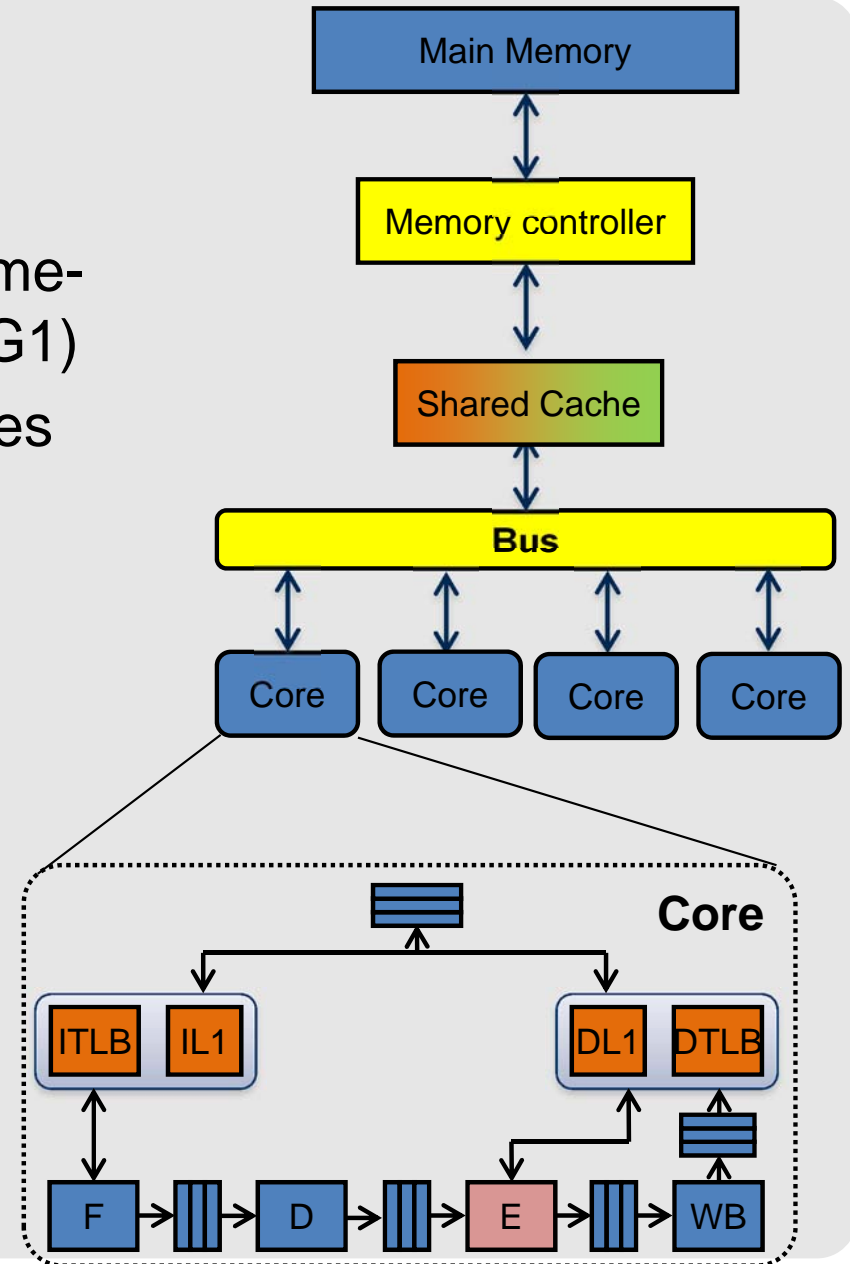 Main Memory
Memory controller
me-
G1)
Shared Cache
es
Bus
Core Core Core Core
Core
ITLB IL1 DL1 DTLB
F D E WB